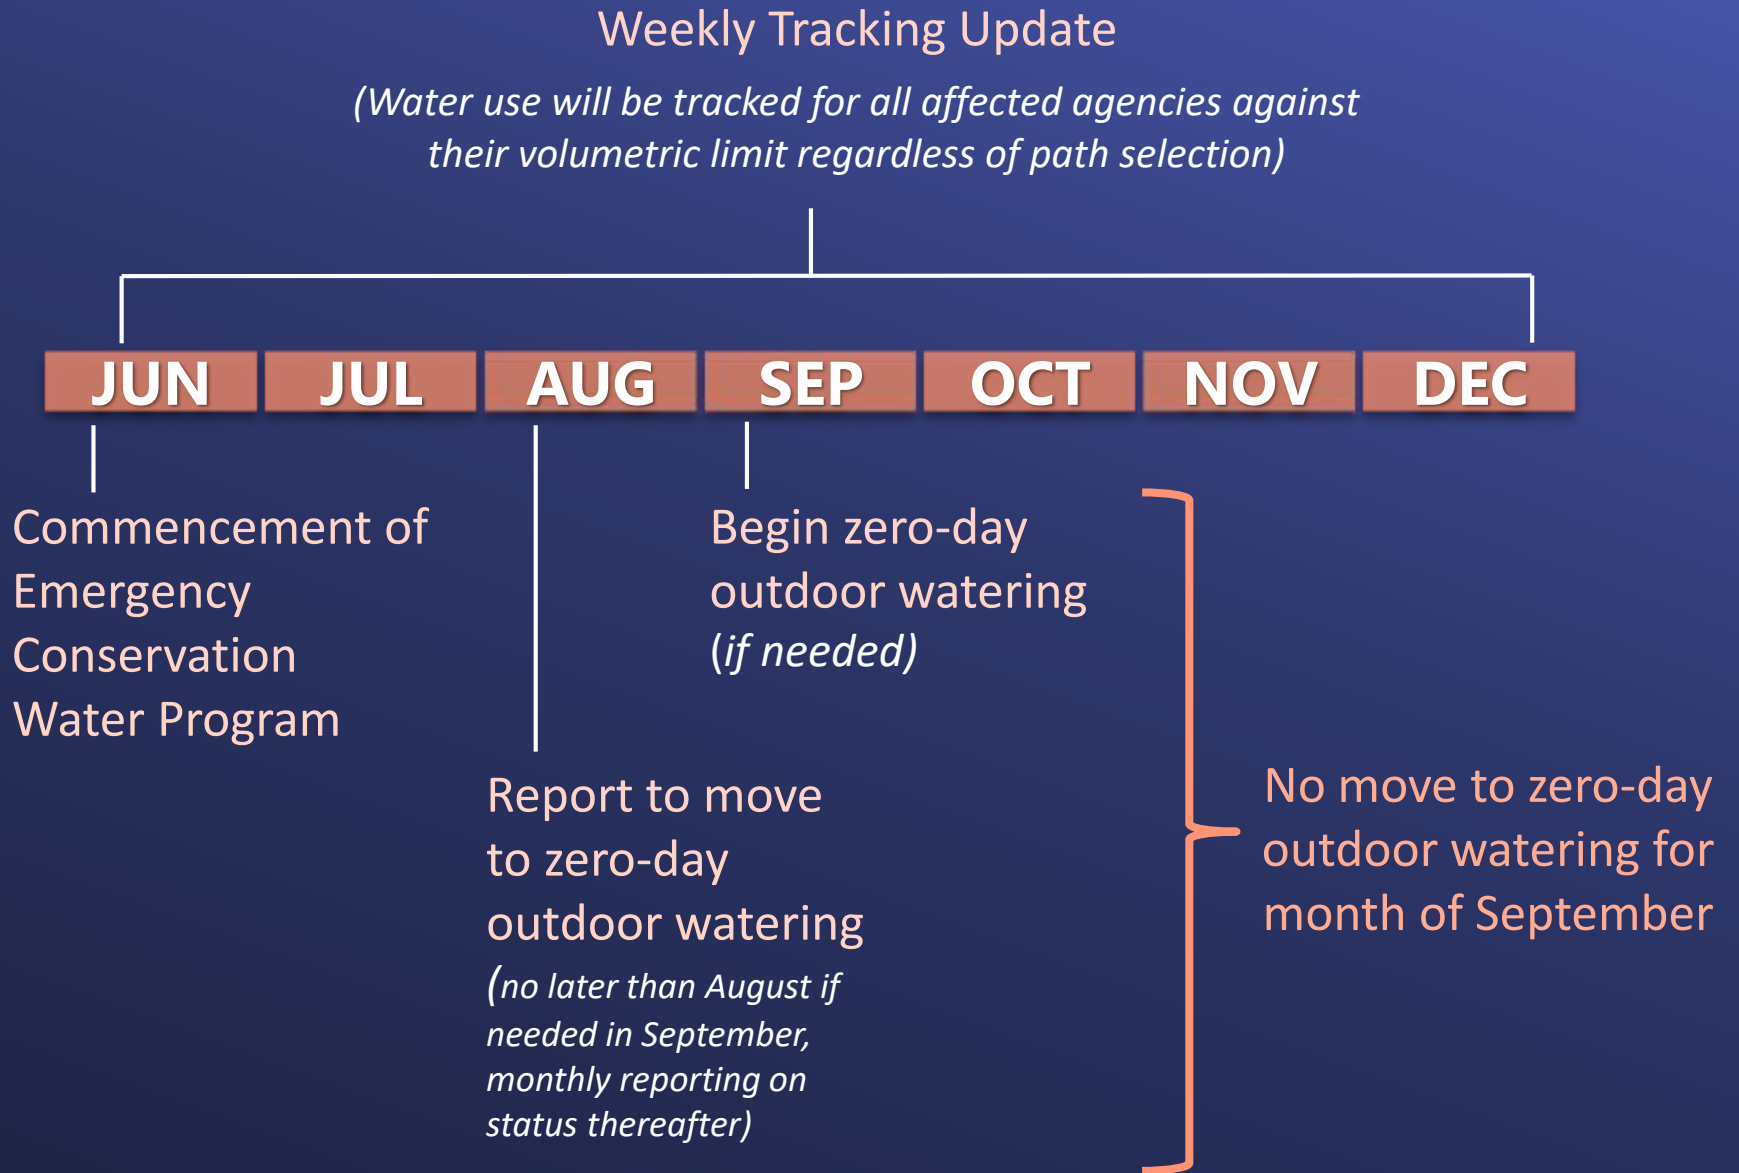 Weekly Tracking Update
(Water use will be tracked for all affected agencies against
their volumetric limit regardless of path selection)
JUN JUL AUG SEP OCT NOV DEC
Commencement of
Emergency
Conservation
Water Program
Begin zero-day
outdoor watering
(if needed)
Report to move
to zero-day
outdoor watering
(no later than August if
needed in September,
monthly reporting on
status thereafter)
No move to zero-day
outdoor watering for
month of September